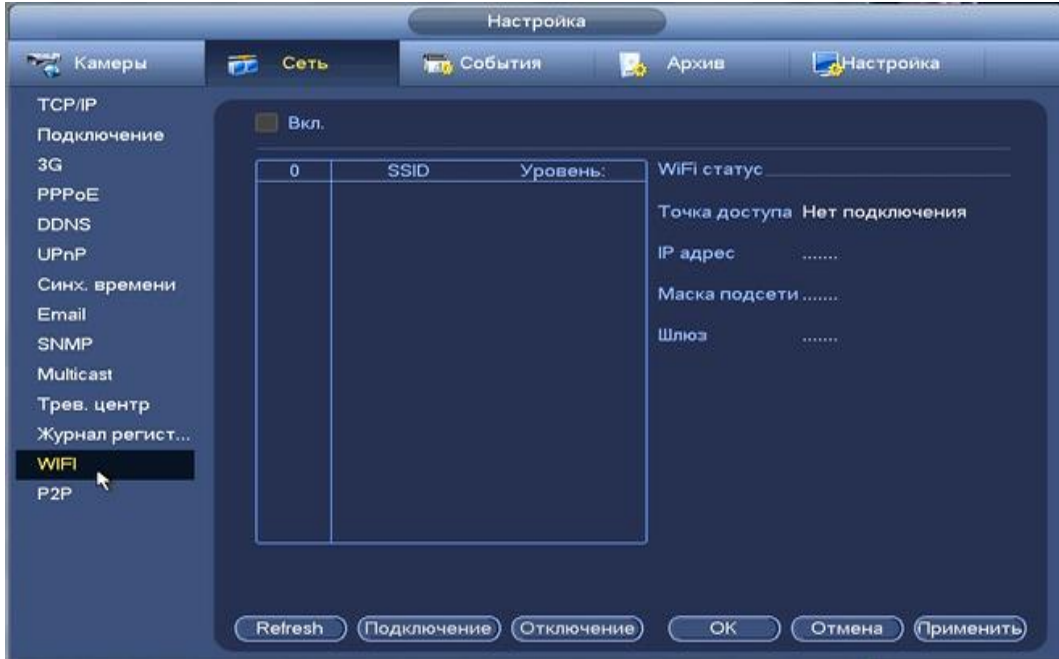 Настройка
Камеры Сеть События Архив Настройка
TCP/IP
Подключение
3G
PPPoE
DDNS
UPnP
Синх. времени
Email
SNMP
Multicast
Трев. центр
Журнал регист...
WIFI
P2P
Вкл.
0 SSID Уровень:
WiFi статус
Точка доступа Нет подключения
IP адрес .......
Маска подсети .......
Шлюз .......
Refresh Подключение Отключение OK Отмена Применить